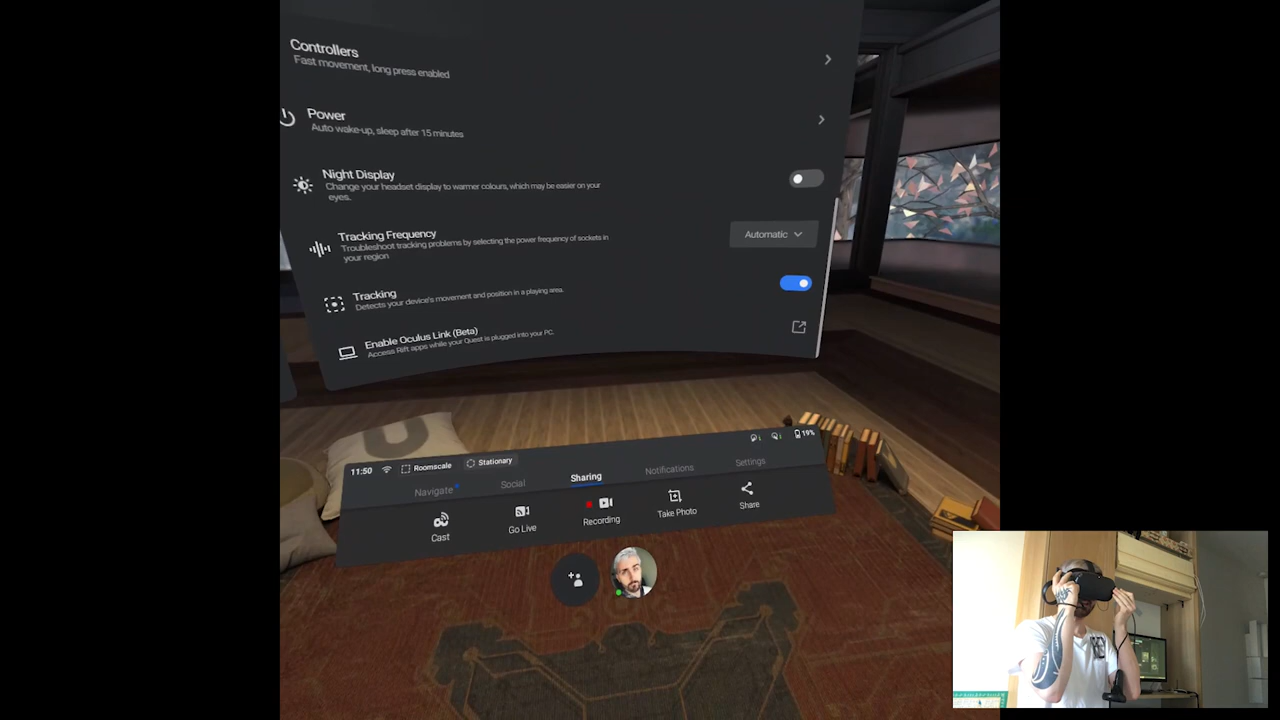 Controllers
Fast movement, long press enabled
Power
Auto wake-up, sleep after 15 minutes
Night Display
Change your headset display to warmer colours, which may be easier on your
eyes.
Tracking Frequency
Troubleshoot tracking problems by selecting the power frequency of sockets in
your region
Automatic
Tracking
Detects your device's movement and position in a playing area.
Enable Oculus Link (Beta)
Access Rift apps while your Quest is plugged into your PC.
11:50 Roomscale Stationary 19%
Navigate Social Sharing Notifications Settings
Cast Go Live Recording Take Photo Share